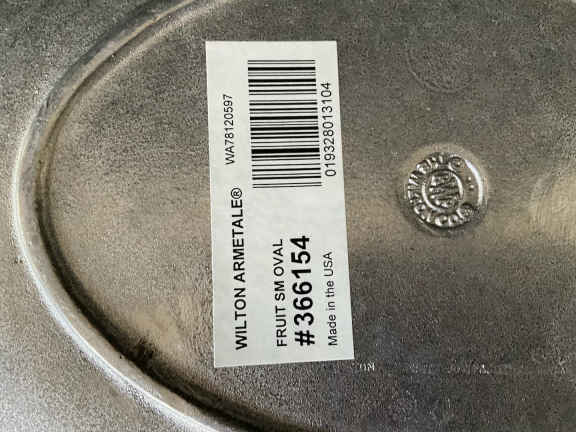 WILTON ARMETALE®
WA78120597
FRUIT SM OVAL
#366154
Made in the USA
019328013104